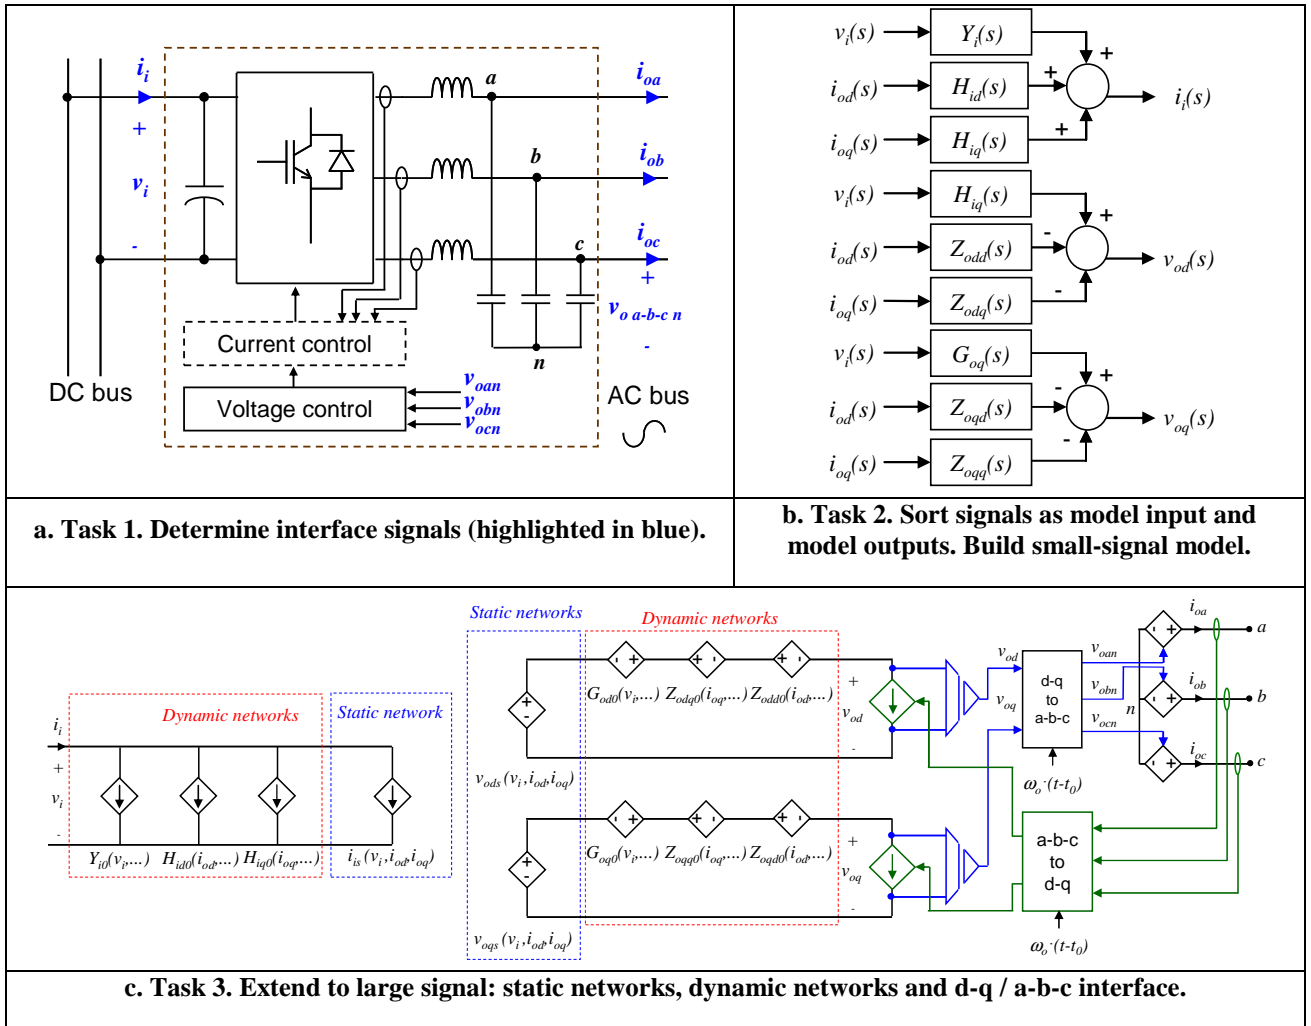 i_i
+
v_i
-
DC bus
a
b
c
n
i_oa
i_ob
i_oc
+
v_o a-b-c n
-
Current control
Voltage control
v_oan
v_obn
v_ocn
AC bus
v_i(s) Y_i(s) +
i_od(s) H_id(s) + i_i(s)
i_oq(s) H_iq(s) +
v_i(s) H_iq(s) +
i_od(s) Z_odd(s) - v_od(s)
i_oq(s) Z_odq(s) -
v_i(s) G_oq(s) +
i_od(s) Z_oqd(s) - v_oq(s)
i_oq(s) Z_oqq(s) -
a. Task 1. Determine interface signals (highlighted in blue).
b. Task 2. Sort signals as model input and
model outputs. Build small-signal model.
Dynamic networks
Static network
i_i
+
v_i
-
Y_i0(v_i,...) H_id0(i_od,...) H_iq0(i_oq,...) i_is(v_i,i_od,i_oq)
Static networks
Dynamic networks
+ - - + + - + -
G_od0(v_i,...) Z_odq0(i_oq,...) Z_odd0(i_od,...)
+
v_od
-
v_ods(v_i,i_od,i_oq)
+ - - + + - + -
G_oq0(v_i,...) Z_oqq0(i_oq,...) Z_oqd0(i_od,...)
+
v_oq
-
v_oqs(v_i,i_od,i_oq)
v_od
v_oq
d-q
to
a-b-c
ω_o·(t-t_0)
v_oan
v_obn
v_ocn
n
- +
- +
- +
i_oa
a
i_ob
b
i_oc
c
a-b-c
to
d-q
ω_o·(t-t_0)
c. Task 3. Extend to large signal: static networks, dynamic networks and d-q / a-b-c interface.